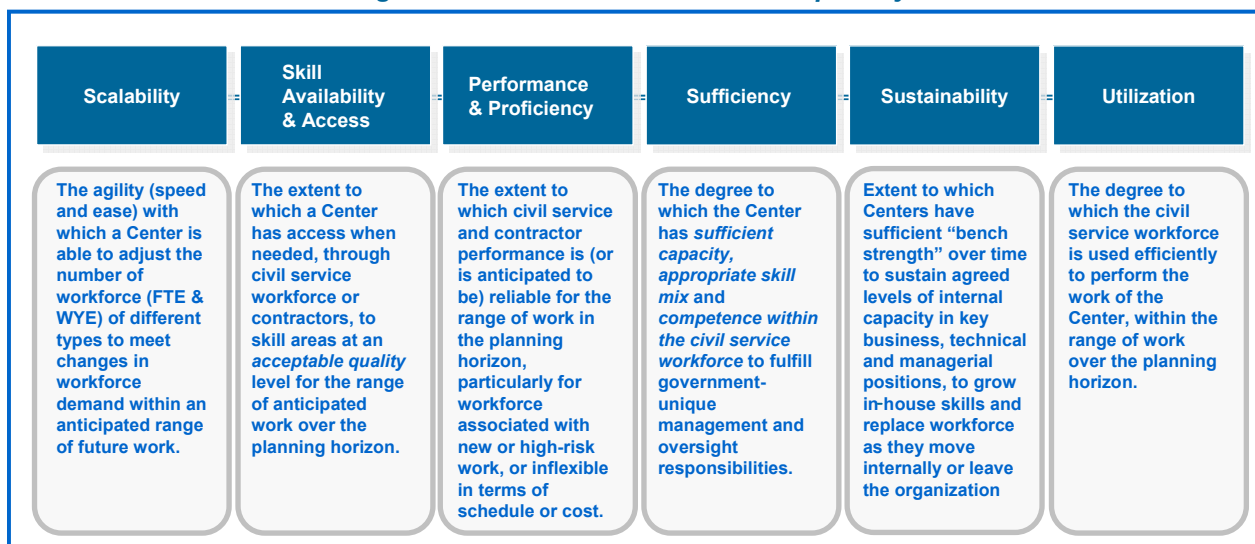 Scalability
Skill
Availability
& Access
Performance
& Proficiency
Sufficiency
Sustainability
Utilization
The agility (speed
and ease) with
which a Center is
able to adjust the
number of
workforce (FTE &
WYE) of different
types to meet
changes in
workforce
demand within an
anticipated range
of future work.
The extent to
which a Center
has access when
needed, through
civil service
workforce or
contractors, to
skill areas at an
acceptable quality
level for the range
of anticipated
work over the
planning horizon.
The extent to
which civil service
and contractor
performance is (or
is anticipated to
be) reliable for the
range of work in
the planning
horizon,
particularly for
workforce
associated with
new or high-risk
work, or inflexible
in terms of
schedule or cost.
The degree to
which the Center
has sufficient
capacity,
appropriate skill
mix and
competence within
the civil service
workforce to fulfill
government-
unique
management and
oversight
responsibilities.
Extent to which
Centers have
sufficient “bench
strength” over time
to sustain agreed
levels of internal
capacity in key
business, technical
and managerial
positions, to grow
in-house skills and
replace workforce
as they move
internally or leave
the organization
The degree to
which the civil
service workforce
is used efficiently
to perform the
work of the
Center, within the
range of work
over the planning
horizon.